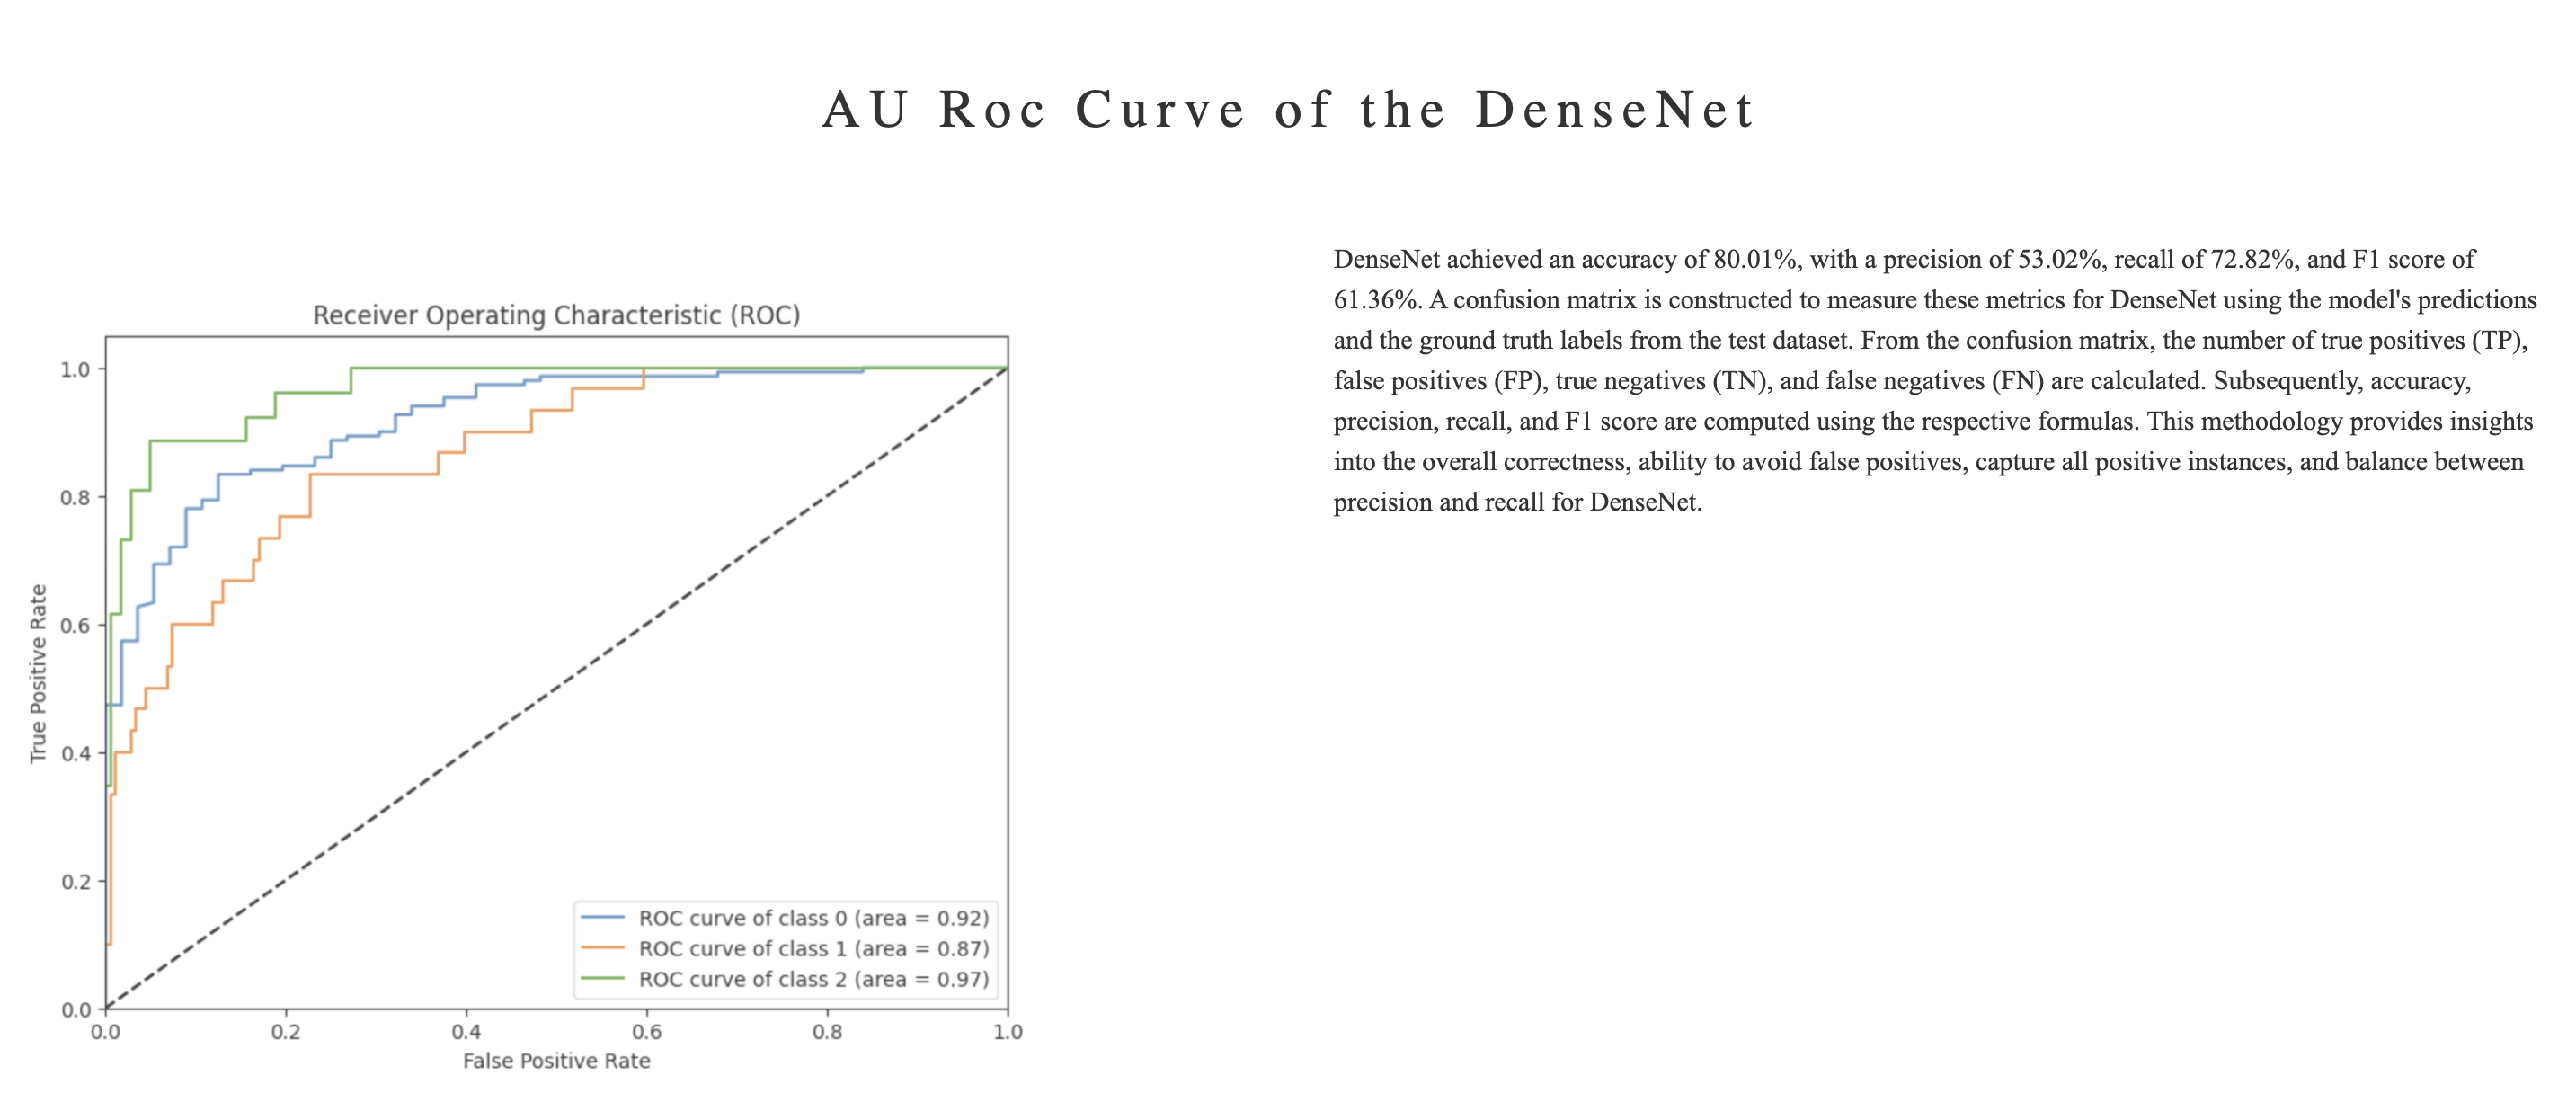 AU Roc Curve of the DenseNet
DenseNet achieved an accuracy of 80.01%, with a precision of 53.02%, recall of 72.82%, and F1 score of
61.36%. A confusion matrix is constructed to measure these metrics for DenseNet using the model's predictions
and the ground truth labels from the test dataset. From the confusion matrix, the number of true positives (TP),
false positives (FP), true negatives (TN), and false negatives (FN) are calculated. Subsequently, accuracy,
precision, recall, and F1 score are computed using the respective formulas. This methodology provides insights
into the overall correctness, ability to avoid false positives, capture all positive instances, and balance between
precision and recall for DenseNet.
Receiver Operating Characteristic (ROC)
True Positive Rate
1.0
0.8
0.6
0.4
0.2
0.0
ROC curve of class 0 (area = 0.92)
ROC curve of class 1 (area = 0.87)
ROC curve of class 2 (area = 0.97)
0.0 0.2 0.4 0.6 0.8 1.0
False Positive Rate